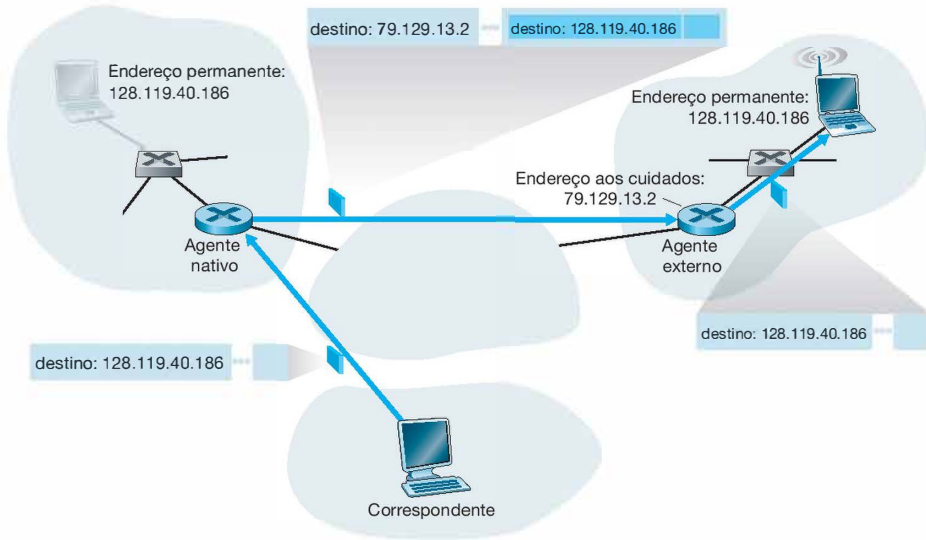 destino: 79.129.13.2
destino: 128.119.40.186
Endereço permanente:
128.119.40.186
Endereço permanente:
128.119.40.186
Endereço aos cuidados:
79.129.13.2
Agente
nativo
Agente
externo
destino: 128.119.40.186
destino: 128.119.40.186
Correspondente